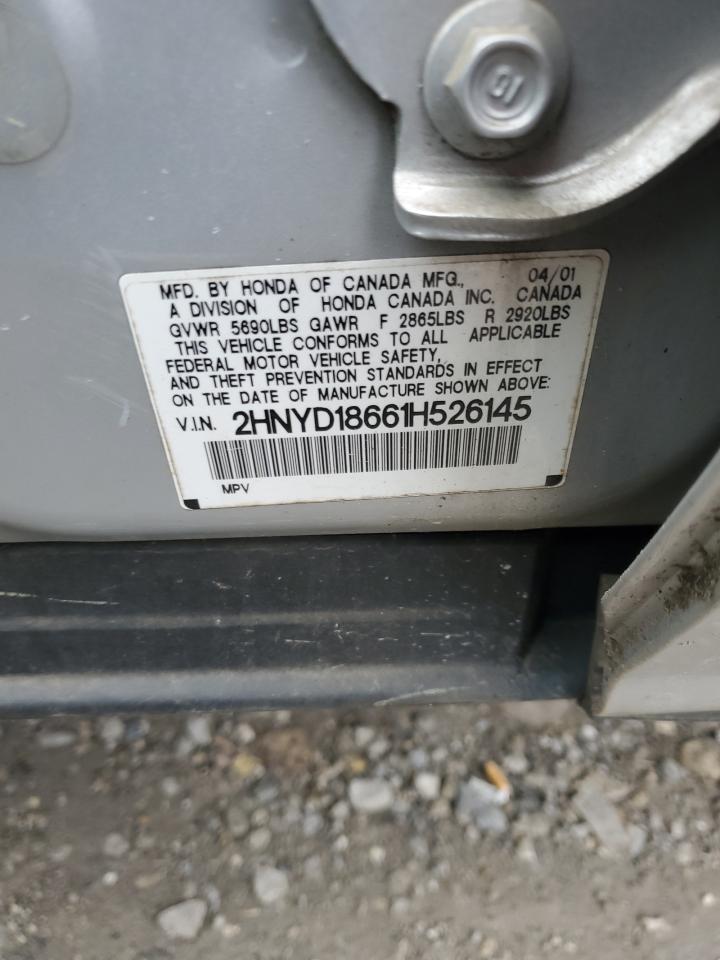 MFD. BY HONDA OF CANADA MFG., 04/01
A DIVISION OF HONDA CANADA INC. CANADA
GVWR 5690LBS GAWR F 2865LBS R 2920LBS
THIS VEHICLE CONFORMS TO ALL APPLICABLE
FEDERAL MOTOR VEHICLE SAFETY,
AND THEFT PREVENTION STANDARDS IN EFFECT
ON THE DATE OF MANUFACTURE SHOWN ABOVE:
V.I.N. 2HNYD18661H526145
MPV